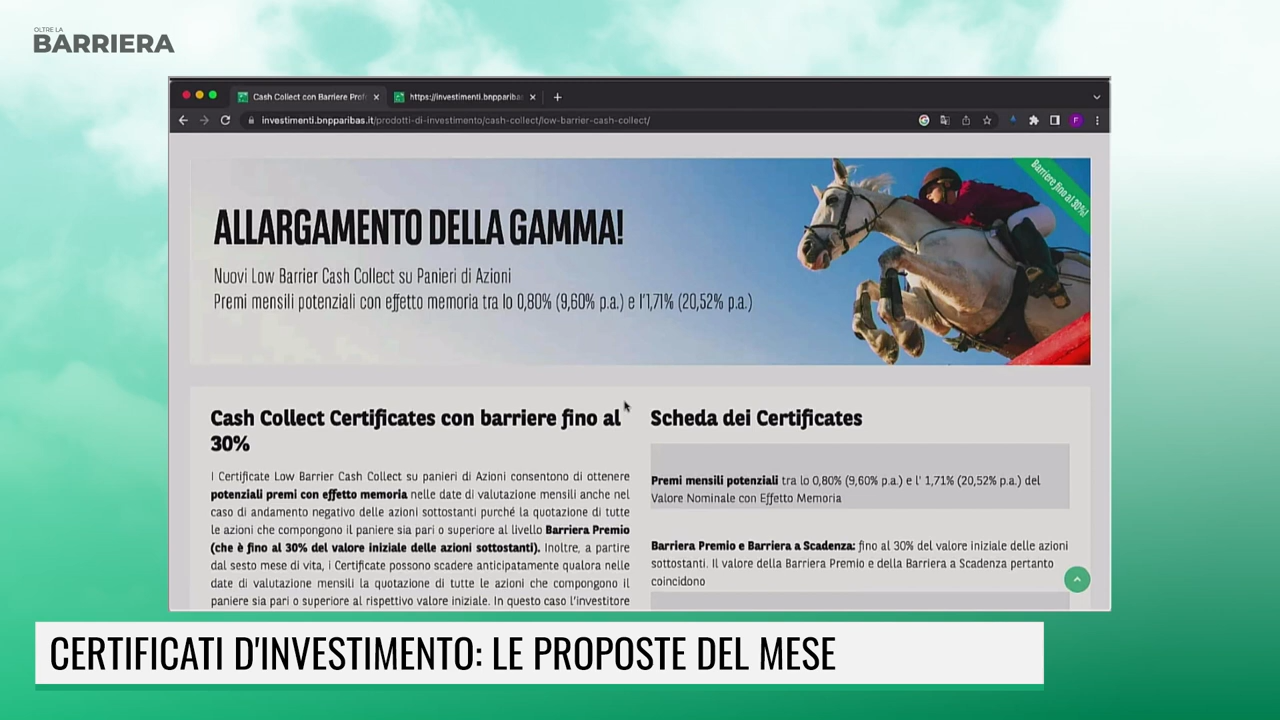 OLTRE LA
BARRIERA
Cash Collect con Barriere Prof
https://investimenti.bnpparibas
investimenti.bnpparibas.it/prodotti-di-investimento/cash-collect/low-barrier-cash-collect/
F
Barriere fino al 30%!
ALLARGAMENTO DELLA GAMMA!
Nuovi Low Barrier Cash Collect su Panieri di Azioni
Premi mensili potenziali con effetto memoria tra lo 0,80% (9,60% p.a.) e l'1,71% (20,52% p.a.)
Cash Collect Certificates con barriere fino al
30%
I Certificate Low Barrier Cash Collect su panieri di Azioni consentono di ottenere
potenziali premi con effetto memoria nelle date di valutazione mensili anche nel
caso di andamento negativo delle azioni sottostanti purché la quotazione di tutte
le azioni che compongono il paniere sia pari o superiore al livello Barriera Premio
(che è fino al 30% del valore iniziale delle azioni sottostanti). Inoltre, a partire
dal sesto mese di vita, i Certificate possono scadere anticipatamente qualora nelle
date di valutazione mensili la quotazione di tutte le azioni che compongono il
paniere sia pari o superiore al rispettivo valore iniziale. In questo caso l'investitore
Scheda dei Certificates
Premi mensili potenziali tra lo 0,80% (9,60% p.a.) e l' 1,71% (20,52% p.a.) del
Valore Nominale con Effetto Memoria
Barriera Premio e Barriera a Scadenza: fino al 30% del valore iniziale delle azioni
sottostanti. Il valore della Barriera Premio e della Barriera a Scadenza pertanto
coincidono
CERTIFICATI D'INVESTIMENTO: LE PROPOSTE DEL MESE